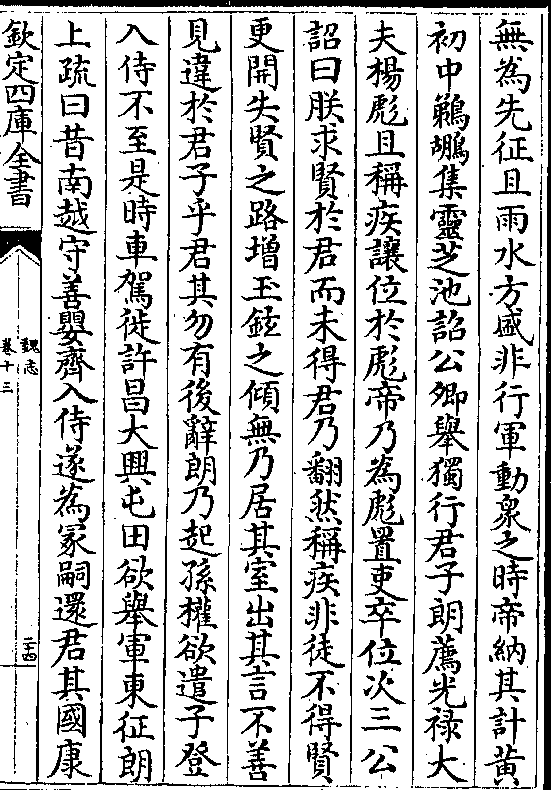 無為先征且雨水方盛非行軍動衆之時帝納其計黄
初中鵜鶘集靈芝池詔公卿舉獨行君子朗薦光禄大
夫楊彪且稱疾讓位於彪帝乃為彪置吏卒位次三公
詔曰朕求賢於君而未得君乃翻然稱疾非徒不得賢
更開失賢之路增玉鉉之傾無乃居其室出其言不善
見違於君子乎君其勿有後辭朗乃起孫權欲遣子登
入侍不至是時車駕徙許昌大興屯田欲舉軍東征朗
上疏曰昔南越守善嬰齊入侍遂為冢嗣還君其國康
欽定四庫全書
魏志
卷十三
二十四